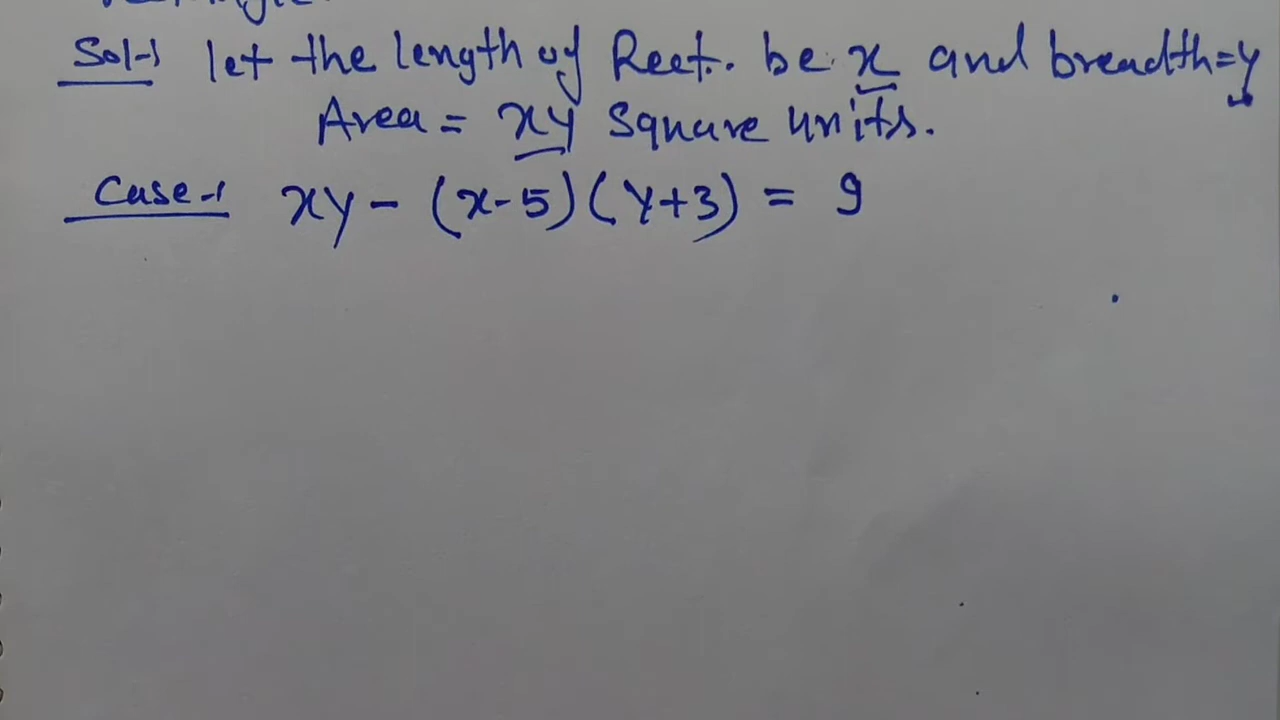 Sol-1 let the length of Rect. be x and breadth=y
Area = xy square units.
Case-1 xy - (x-5)(y+3) = 9